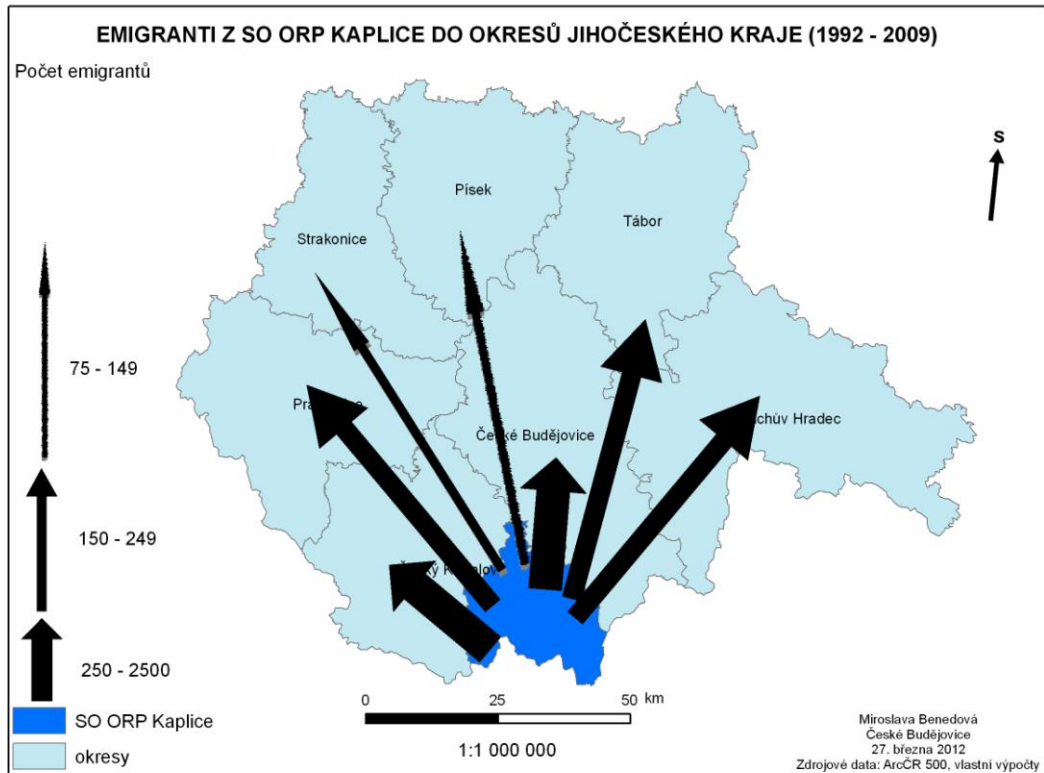 EMIGRANTI Z SO ORP KAPLICE DO OKRESŮ JIHOČESKÉHO KRAJE (1992 - 2009)
Počet emigrantů
S
Písek
Tábor
Strakonice
75 - 149
České Budějovice
Hradec
150 - 249
250 - 2500
SO ORP Kaplice
okresy
0 25 50 km
1:1 000 000
Miroslava Benedová
České Budějovice
27. března 2012
Zdrojové data: ArcČR 500, vlastní výpočty